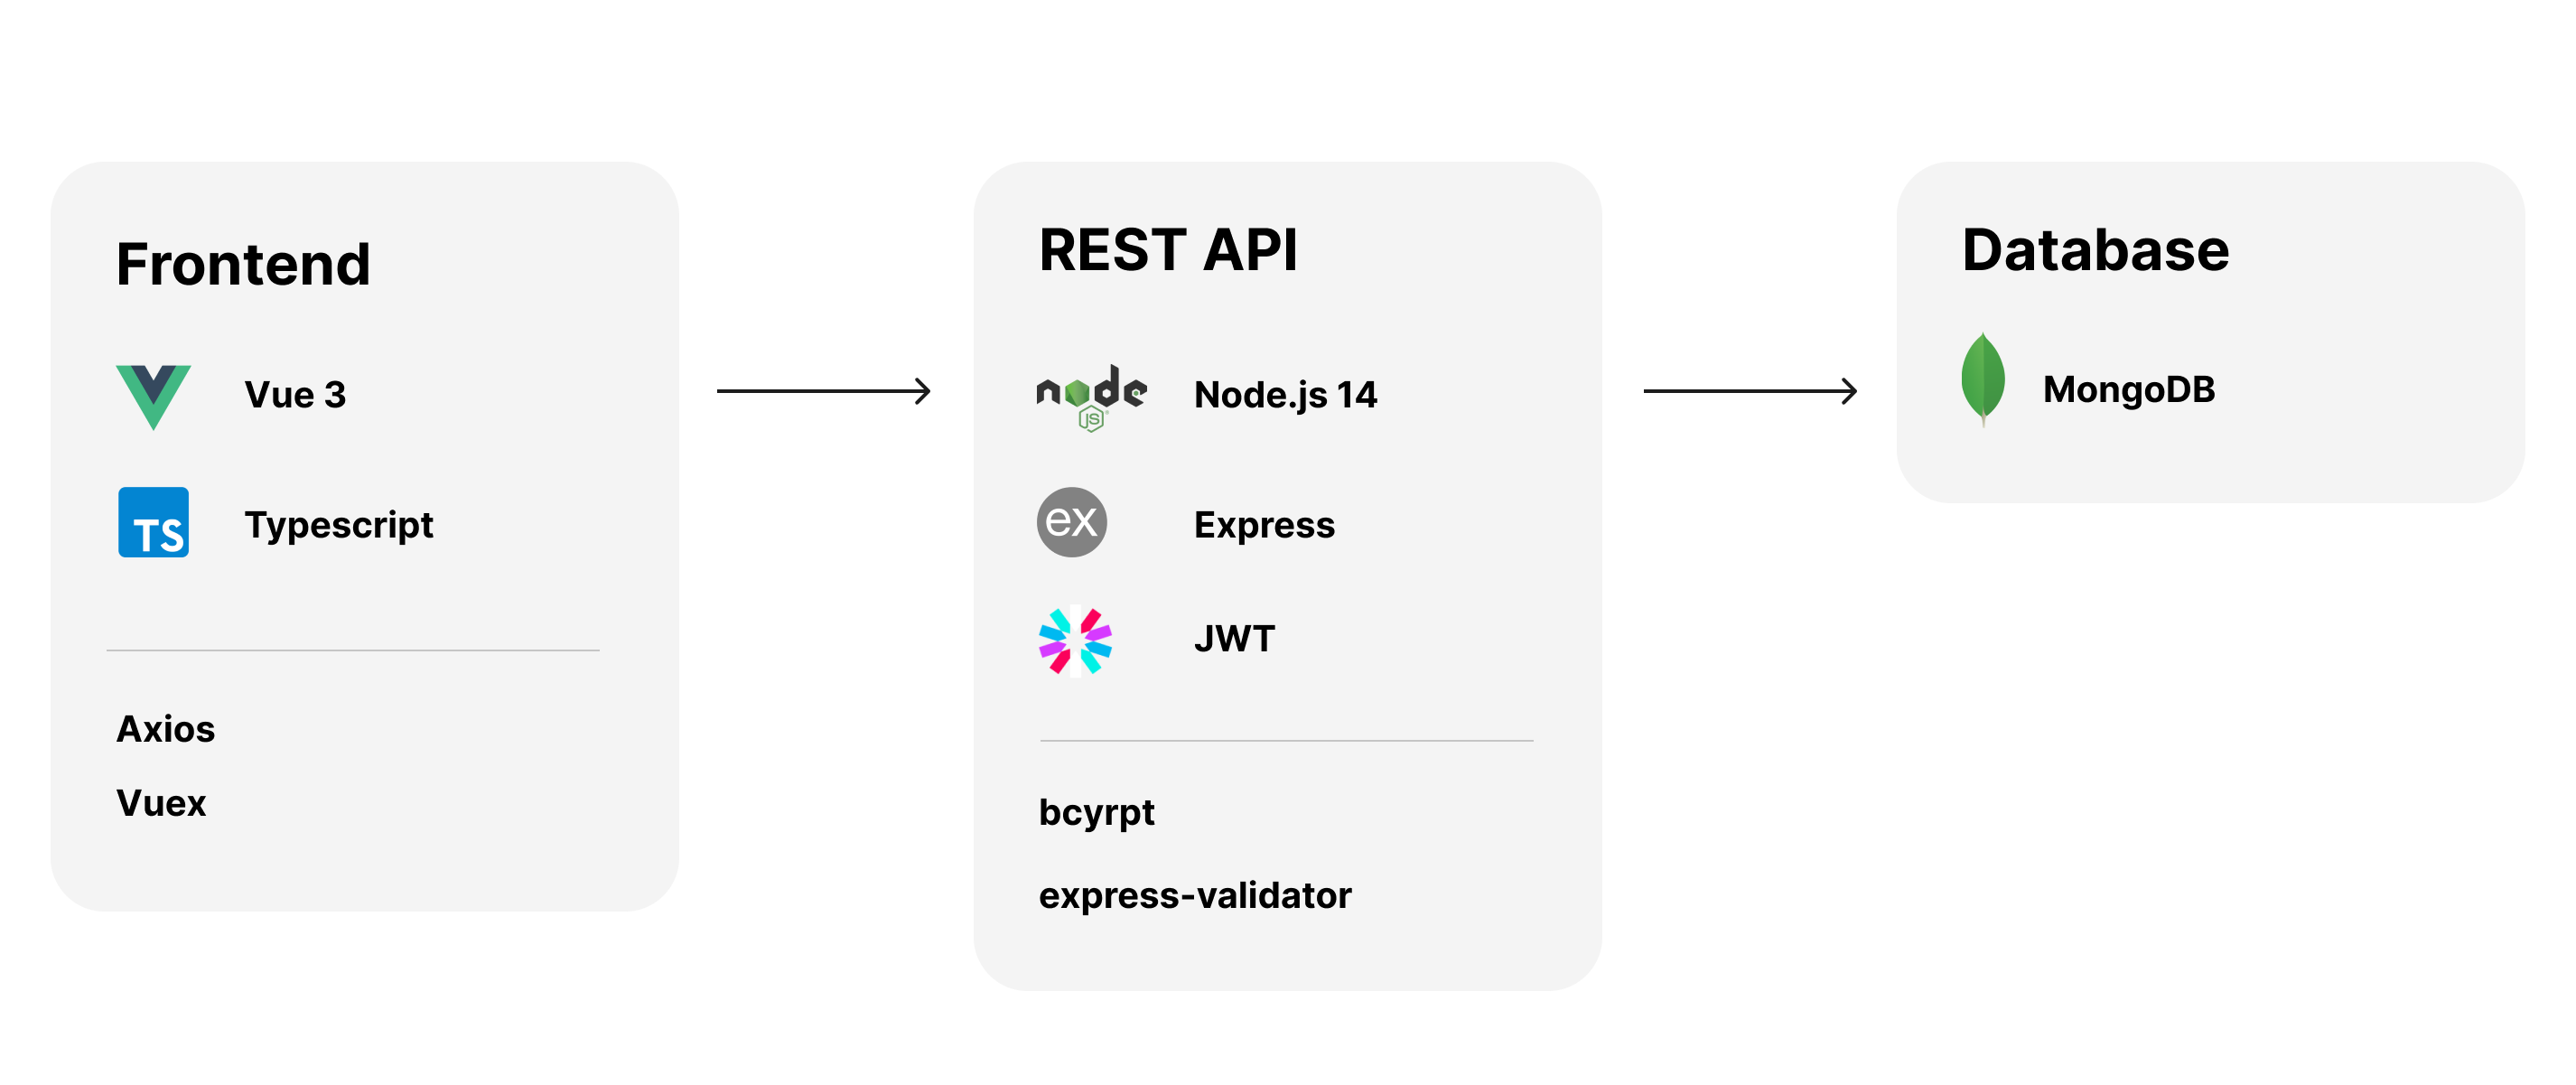 Frontend
Vue 3
TS
Typescript
Axios
Vuex
REST API
node
JS
Node.js 14
ex
Express
JWT
bcyrpt
express-validator
Database
MongoDB